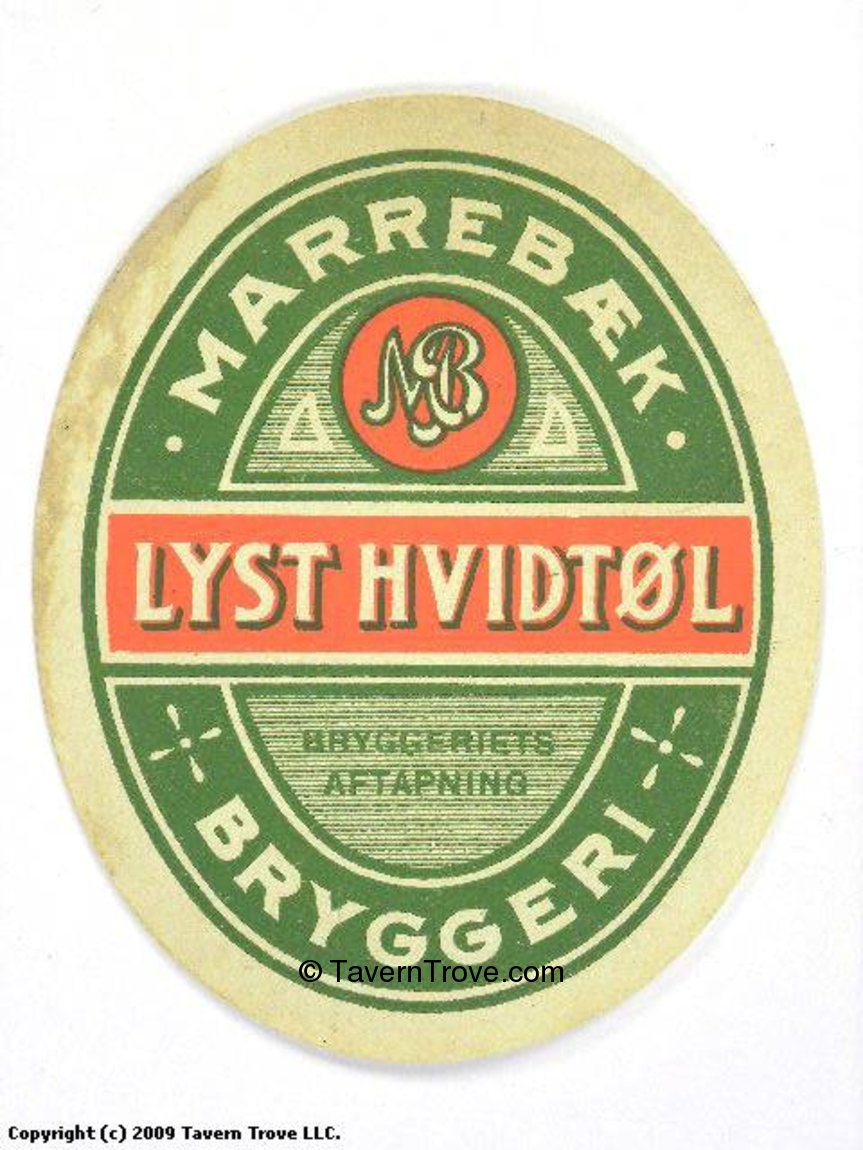 MARREBÆK
MB
LYST HVIDTØL
BRYGGERIETS
AFTAPNING
BRYGGERI
© TavernTrove.com
Copyright (c) 2009 Tavern Trove LLC.